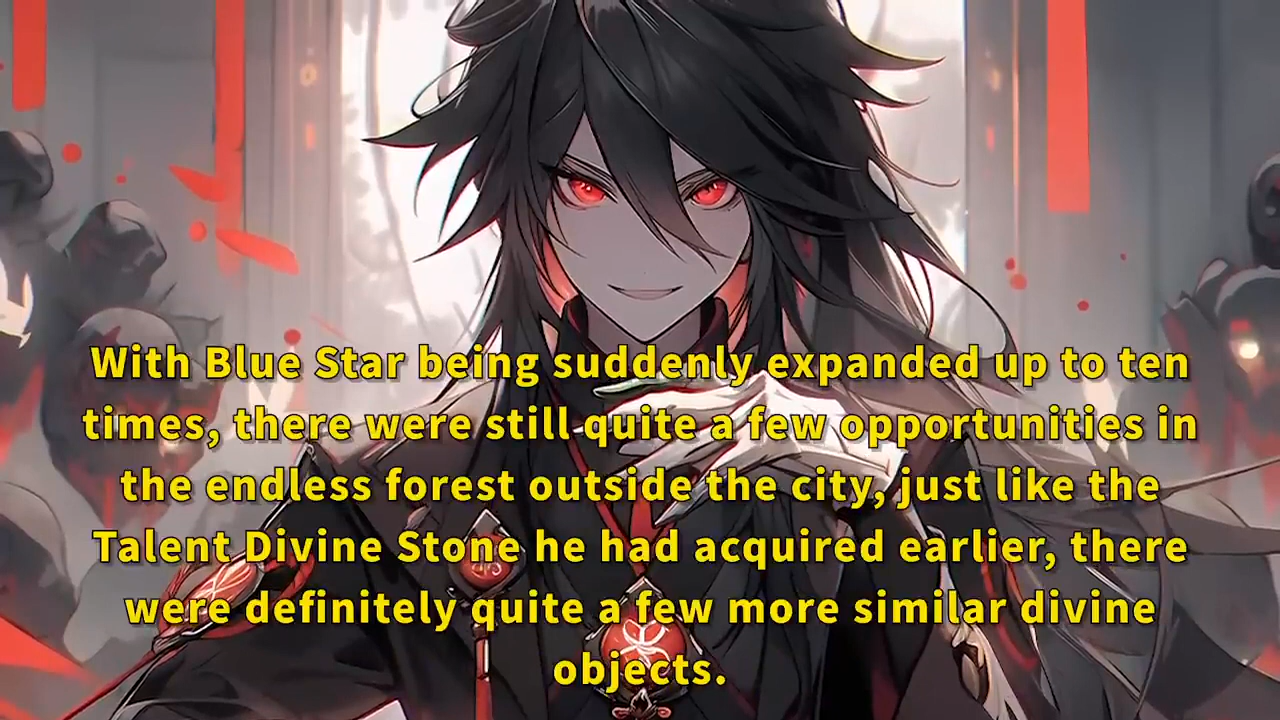 With Blue Star being suddenly expanded up to ten
times, there were still quite a few opportunities in
the endless forest outside the city, just like the
Talent Divine Stone he had acquired earlier, there
were definitely quite a few more similar divine
objects.